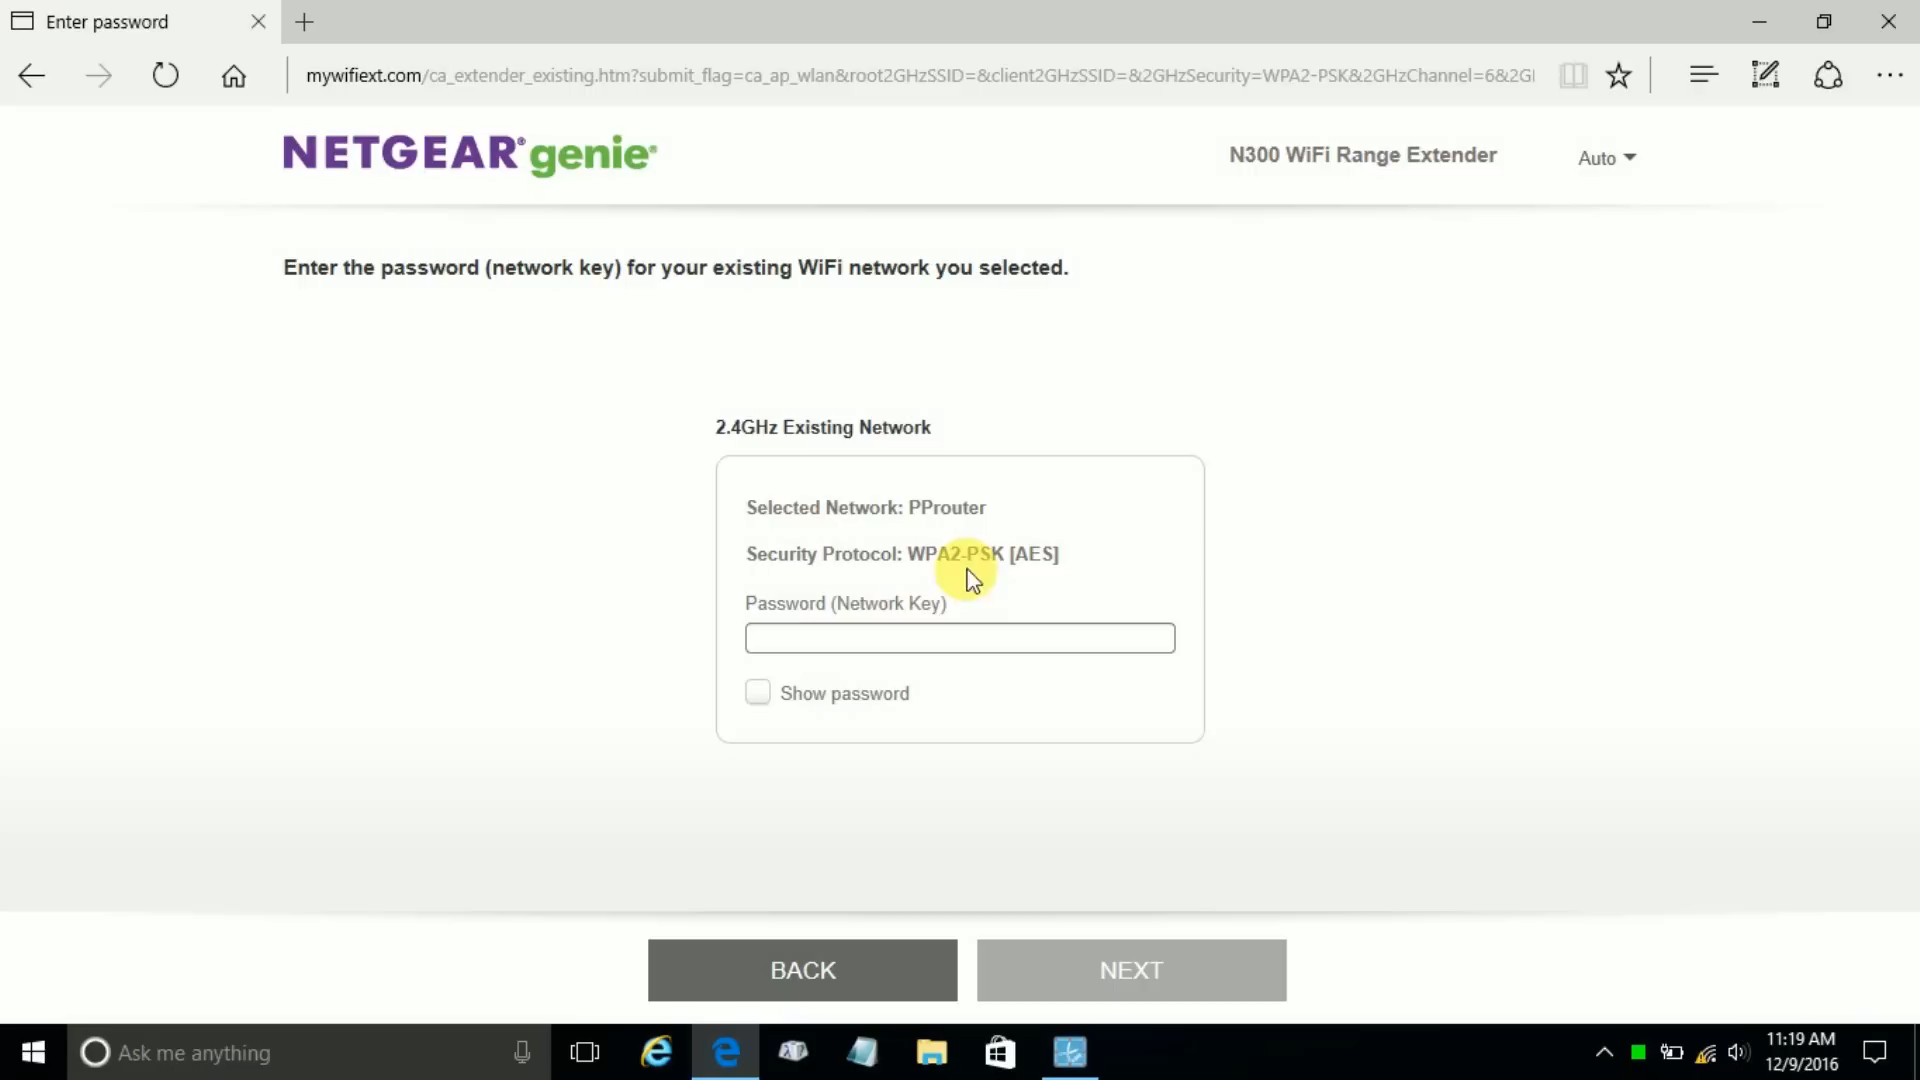 Enter password
mywifiext.com/ca_extender_existing.htm?submit_flag=ca_ap_wlan&root2GHzSSID=&client2GHzSSID=&2GHzSecurity=WPA2-PSK&2GHzChannel=6&2GI
NETGEAR® genie®
N300 WiFi Range Extender
Auto
Enter the password (network key) for your existing WiFi network you selected.
2.4GHz Existing Network
Selected Network: PProuter
Security Protocol: WPA2-PSK [AES]
Password (Network Key)
Show password
BACK
NEXT
Ask me anything
11:19 AM
12/9/2016